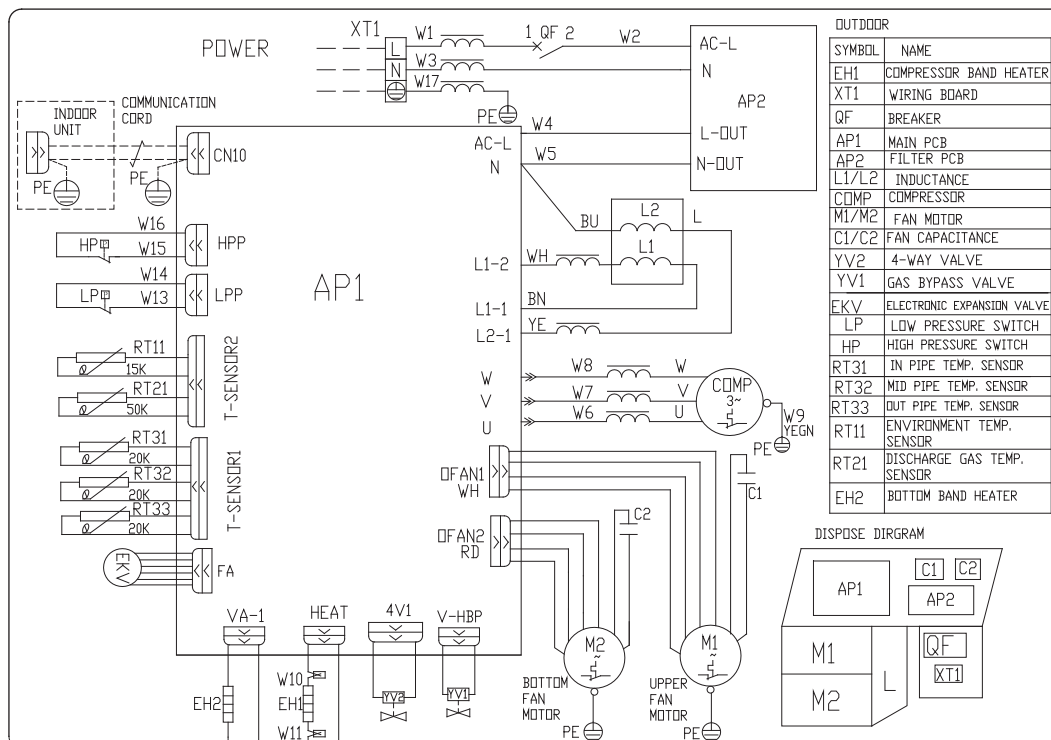 POWER
XT1
L
N
W1
W3
W17
PE
1 QF 2
W2
AC-L
N
AP2
L-OUT
N-OUT
INDOOR
UNIT
COMMUNICATION
CORD
PE
PE
CN10
AC-L
N
W4
W5
W16
HP P
W15
HPP
W14
LP P
W13
LPP
AP1
BU
L2
L
L1
L1-2
WH
L1-1
BN
L2-1
YE
RT11
15K
RT21
50K
T-SENSOR2
RT31
20K
RT32
20K
RT33
20K
T-SENSOR1
W
V
U
W8
W7
W6
W
V
U
COMP
3~
W9
YEGN
PE
OFAN1
WH
C1
OFAN2
RD
C2
EKV
FA
VA-1
HEAT
4V1
V-HBP
W10
EH2
EH1
W11
YV2
YV1
M2
~
M1
~
BOTTOM
FAN
MOTOR
PE
UPPER
FAN
MOTOR
PE
OUTDOOR
SYMBOL NAME
EH1 COMPRESSOR BAND HEATER
XT1 WIRING BOARD
QF BREAKER
AP1 MAIN PCB
AP2 FILTER PCB
L1/L2 INDUCTANCE
COMP COMPRESSOR
M1/M2 FAN MOTOR
C1/C2 FAN CAPACITANCE
YV2 4-WAY VALVE
YV1 GAS BYPASS VALVE
EKV ELECTRONIC EXPANSION VALVE
LP LOW PRESSURE SWITCH
HP HIGH PRESSURE SWITCH
RT31 IN PIPE TEMP. SENSOR
RT32 MID PIPE TEMP. SENSOR
RT33 OUT PIPE TEMP. SENSOR
RT11 ENVIRONMENT TEMP.
SENSOR
RT21 DISCHARGE GAS TEMP.
SENSOR
EH2 BOTTOM BAND HEATER
DISPOSE DIRGRAM
AP1
C1
C2
AP2
M1
M2
L
QF
XT1